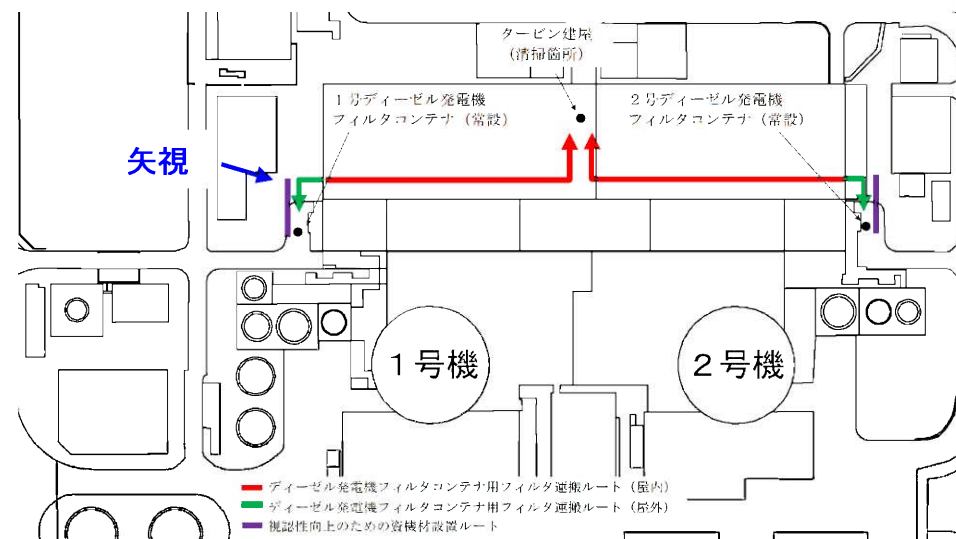 タービン建屋
（清掃箇所）
１号ディーゼル発電機
フィルタコンテナ（常設）
２号ディーゼル発電機
フィルタコンテナ（常設）
矢視
１号機
２号機
ディーゼル発電機フィルタコンテナ用フィルタ運搬ルート（屋内）
ディーゼル発電機フィルタコンテナ用フィルタ運搬ルート（屋外）
視認性向上のための資機材設置ルート